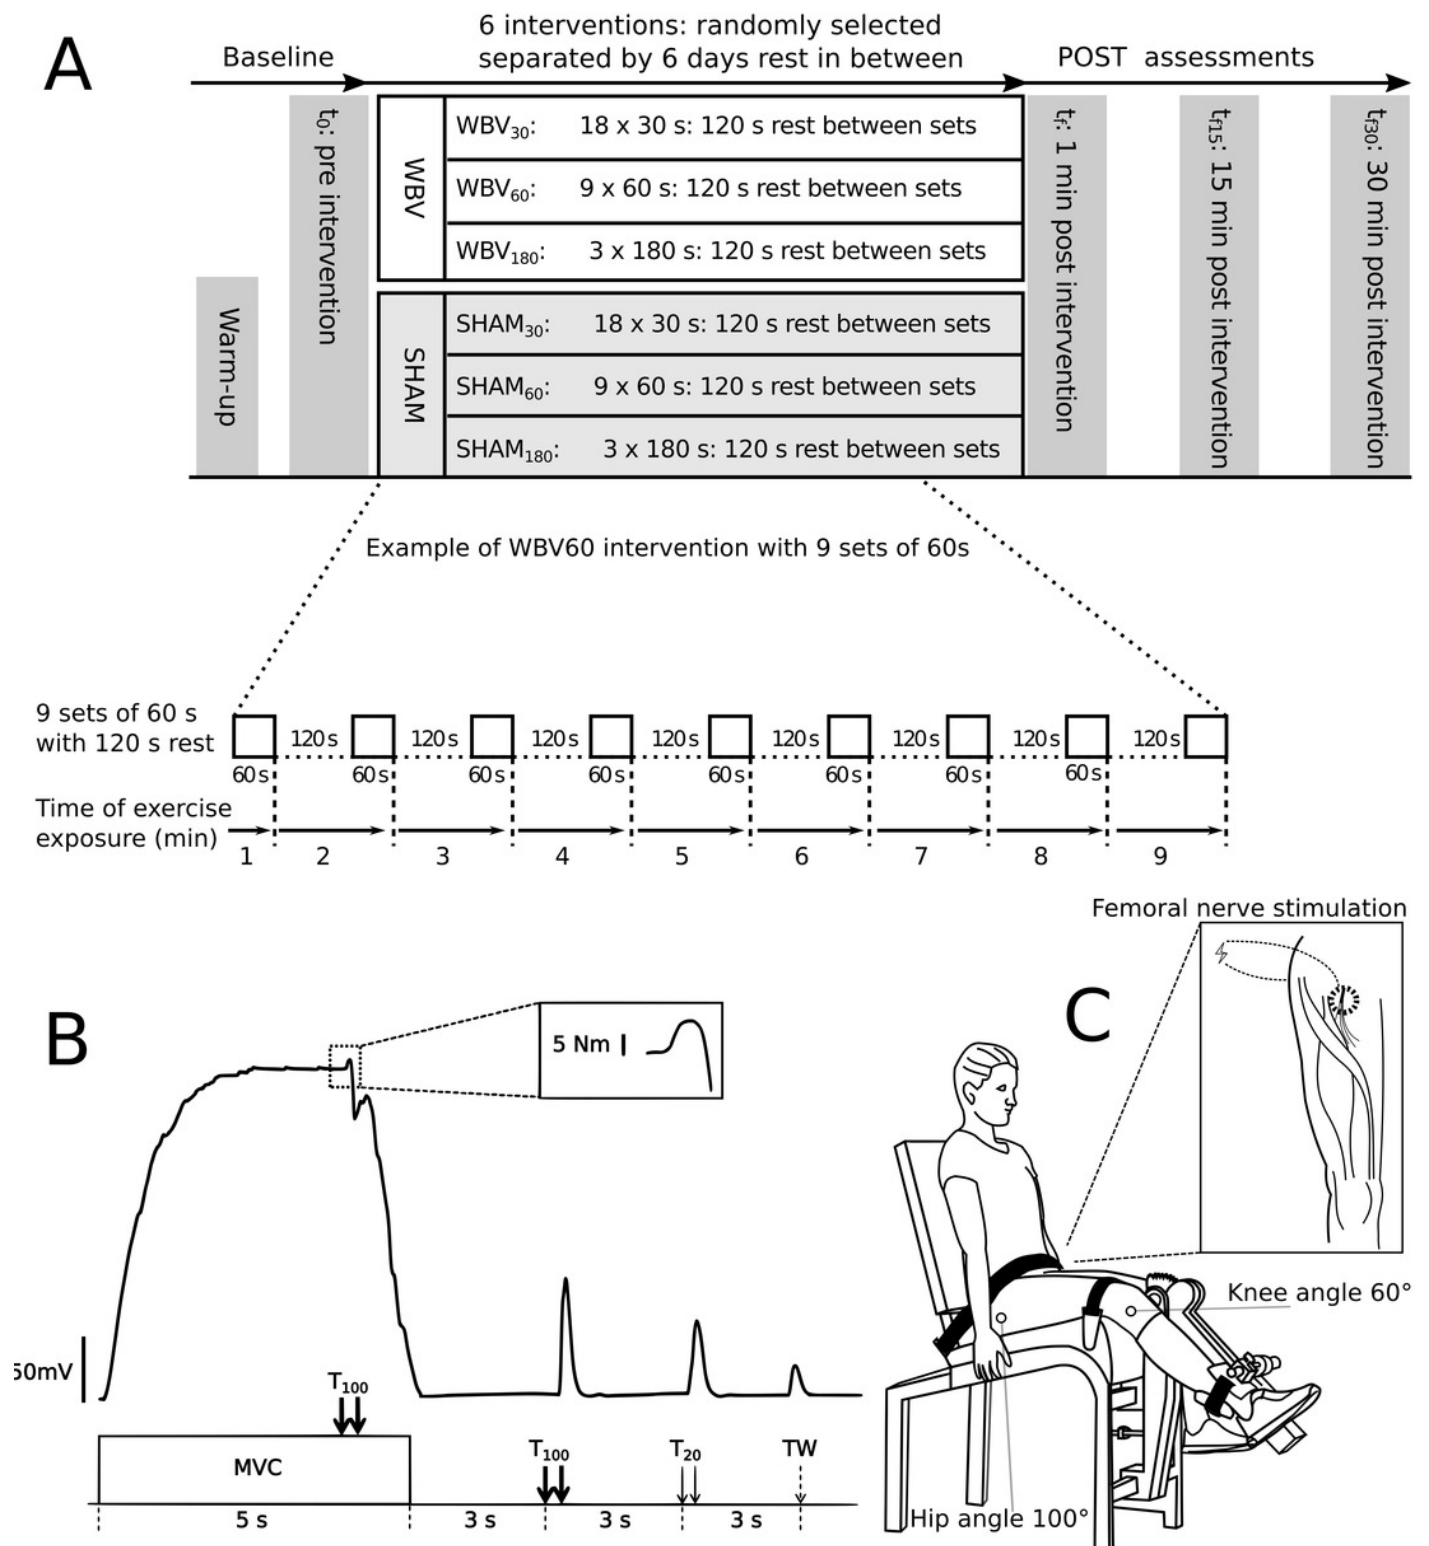 A
Baseline
6 interventions: randomly selected
separated by 6 days rest in between
POST assessments
Warm-up
t0: pre intervention
WBV
WBV30: 18 x 30 s: 120 s rest between sets
WBV60: 9 x 60 s: 120 s rest between sets
WBV180: 3 x 180 s: 120 s rest between sets
SHAM
SHAM30: 18 x 30 s: 120 s rest between sets
SHAM60: 9 x 60 s: 120 s rest between sets
SHAM180: 3 x 180 s: 120 s rest between sets
tf: 1 min post intervention
tf15: 15 min post intervention
tf30: 30 min post intervention
Example of WBV60 intervention with 9 sets of 60s
9 sets of 60 s
with 120 s rest
120s 120s 120s 120s 120s 120s 120s 120s
60s 60s 60s 60s 60s 60s 60s 60s
Time of exercise
exposure (min)
1 2 3 4 5 6 7 8 9
B
5 Nm
50mV
T100
MVC
T100 T20 TW
5 s 3 s 3 s 3 s
C
Femoral nerve stimulation
Knee angle 60°
Hip angle 100°